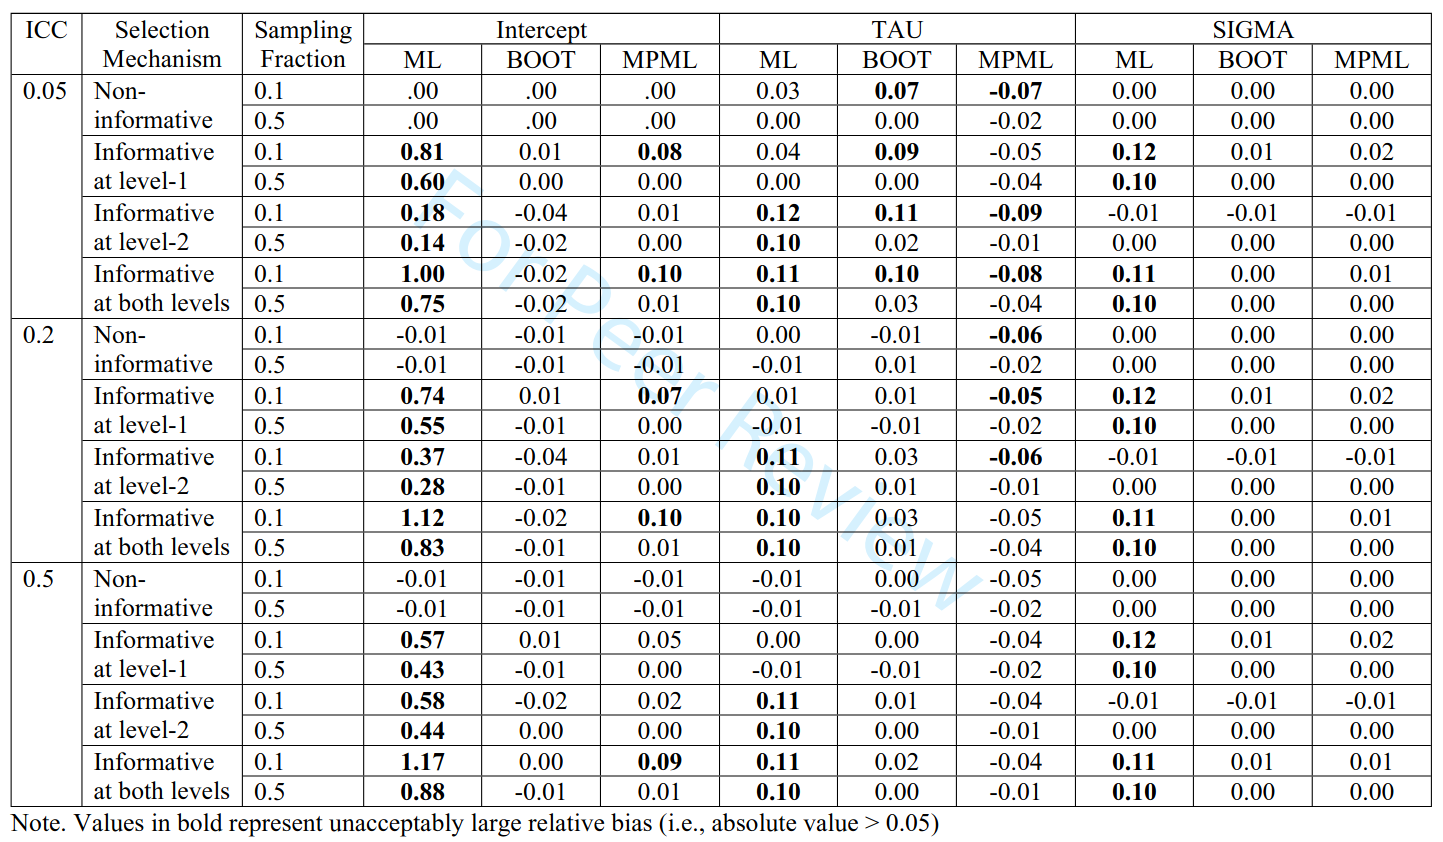 ICC Selection Mechanism Sampling Fraction Intercept TAU SIGMA
ML BOOT MPML ML BOOT MPML ML BOOT MPML
0.05 Non- 0.1 .00 .00 .00 0.03 0.07 -0.07 0.00 0.00 0.00
informative 0.5 .00 .00 .00 0.00 0.00 -0.02 0.00 0.00 0.00
Informative 0.1 0.81 0.01 0.08 0.04 0.09 -0.05 0.12 0.01 0.02
at level-1 0.5 0.60 0.00 0.00 0.00 0.00 -0.04 0.10 0.00 0.00
Informative 0.1 0.18 -0.04 0.01 0.12 0.11 -0.09 -0.01 -0.01 -0.01
at level-2 0.5 0.14 -0.02 0.00 0.10 0.02 -0.01 0.00 0.00 0.00
Informative 0.1 1.00 -0.02 0.10 0.11 0.10 -0.08 0.11 0.00 0.01
at both levels 0.5 0.75 -0.02 0.01 0.10 0.03 -0.04 0.10 0.00 0.00
0.2 Non- 0.1 -0.01 -0.01 -0.01 0.00 -0.01 -0.06 0.00 0.00 0.00
informative 0.5 -0.01 -0.01 -0.01 -0.01 0.01 -0.02 0.00 0.00 0.00
Informative 0.1 0.74 0.01 0.07 0.01 0.01 -0.05 0.12 0.01 0.02
at level-1 0.5 0.55 -0.01 0.00 -0.01 -0.01 -0.02 0.10 0.00 0.00
Informative 0.1 0.37 -0.04 0.01 0.11 0.03 -0.06 -0.01 -0.01 -0.01
at level-2 0.5 0.28 -0.01 0.00 0.10 0.01 -0.01 0.00 0.00 0.00
Informative 0.1 1.12 -0.02 0.10 0.10 0.03 -0.05 0.11 0.00 0.01
at both levels 0.5 0.83 -0.01 0.01 0.10 0.01 -0.04 0.10 0.00 0.00
0.5 Non- 0.1 -0.01 -0.01 -0.01 -0.01 0.00 -0.05 0.00 0.00 0.00
informative 0.5 -0.01 -0.01 -0.01 -0.01 -0.01 -0.02 0.00 0.00 0.00
Informative 0.1 0.57 0.01 0.05 0.00 0.00 -0.04 0.12 0.01 0.02
at level-1 0.5 0.43 -0.01 0.00 -0.01 -0.01 -0.02 0.10 0.00 0.00
Informative 0.1 0.58 -0.02 0.02 0.11 0.01 -0.04 -0.01 -0.01 -0.01
at level-2 0.5 0.44 0.00 0.00 0.10 0.00 -0.01 0.00 0.00 0.00
Informative 0.1 1.17 0.00 0.09 0.11 0.02 -0.04 0.11 0.01 0.01
at both levels 0.5 0.88 -0.01 0.01 0.10 0.00 -0.01 0.10 0.00 0.00
Note. Values in bold represent unacceptably large relative bias (i.e., absolute value > 0.05)
For Peer Review